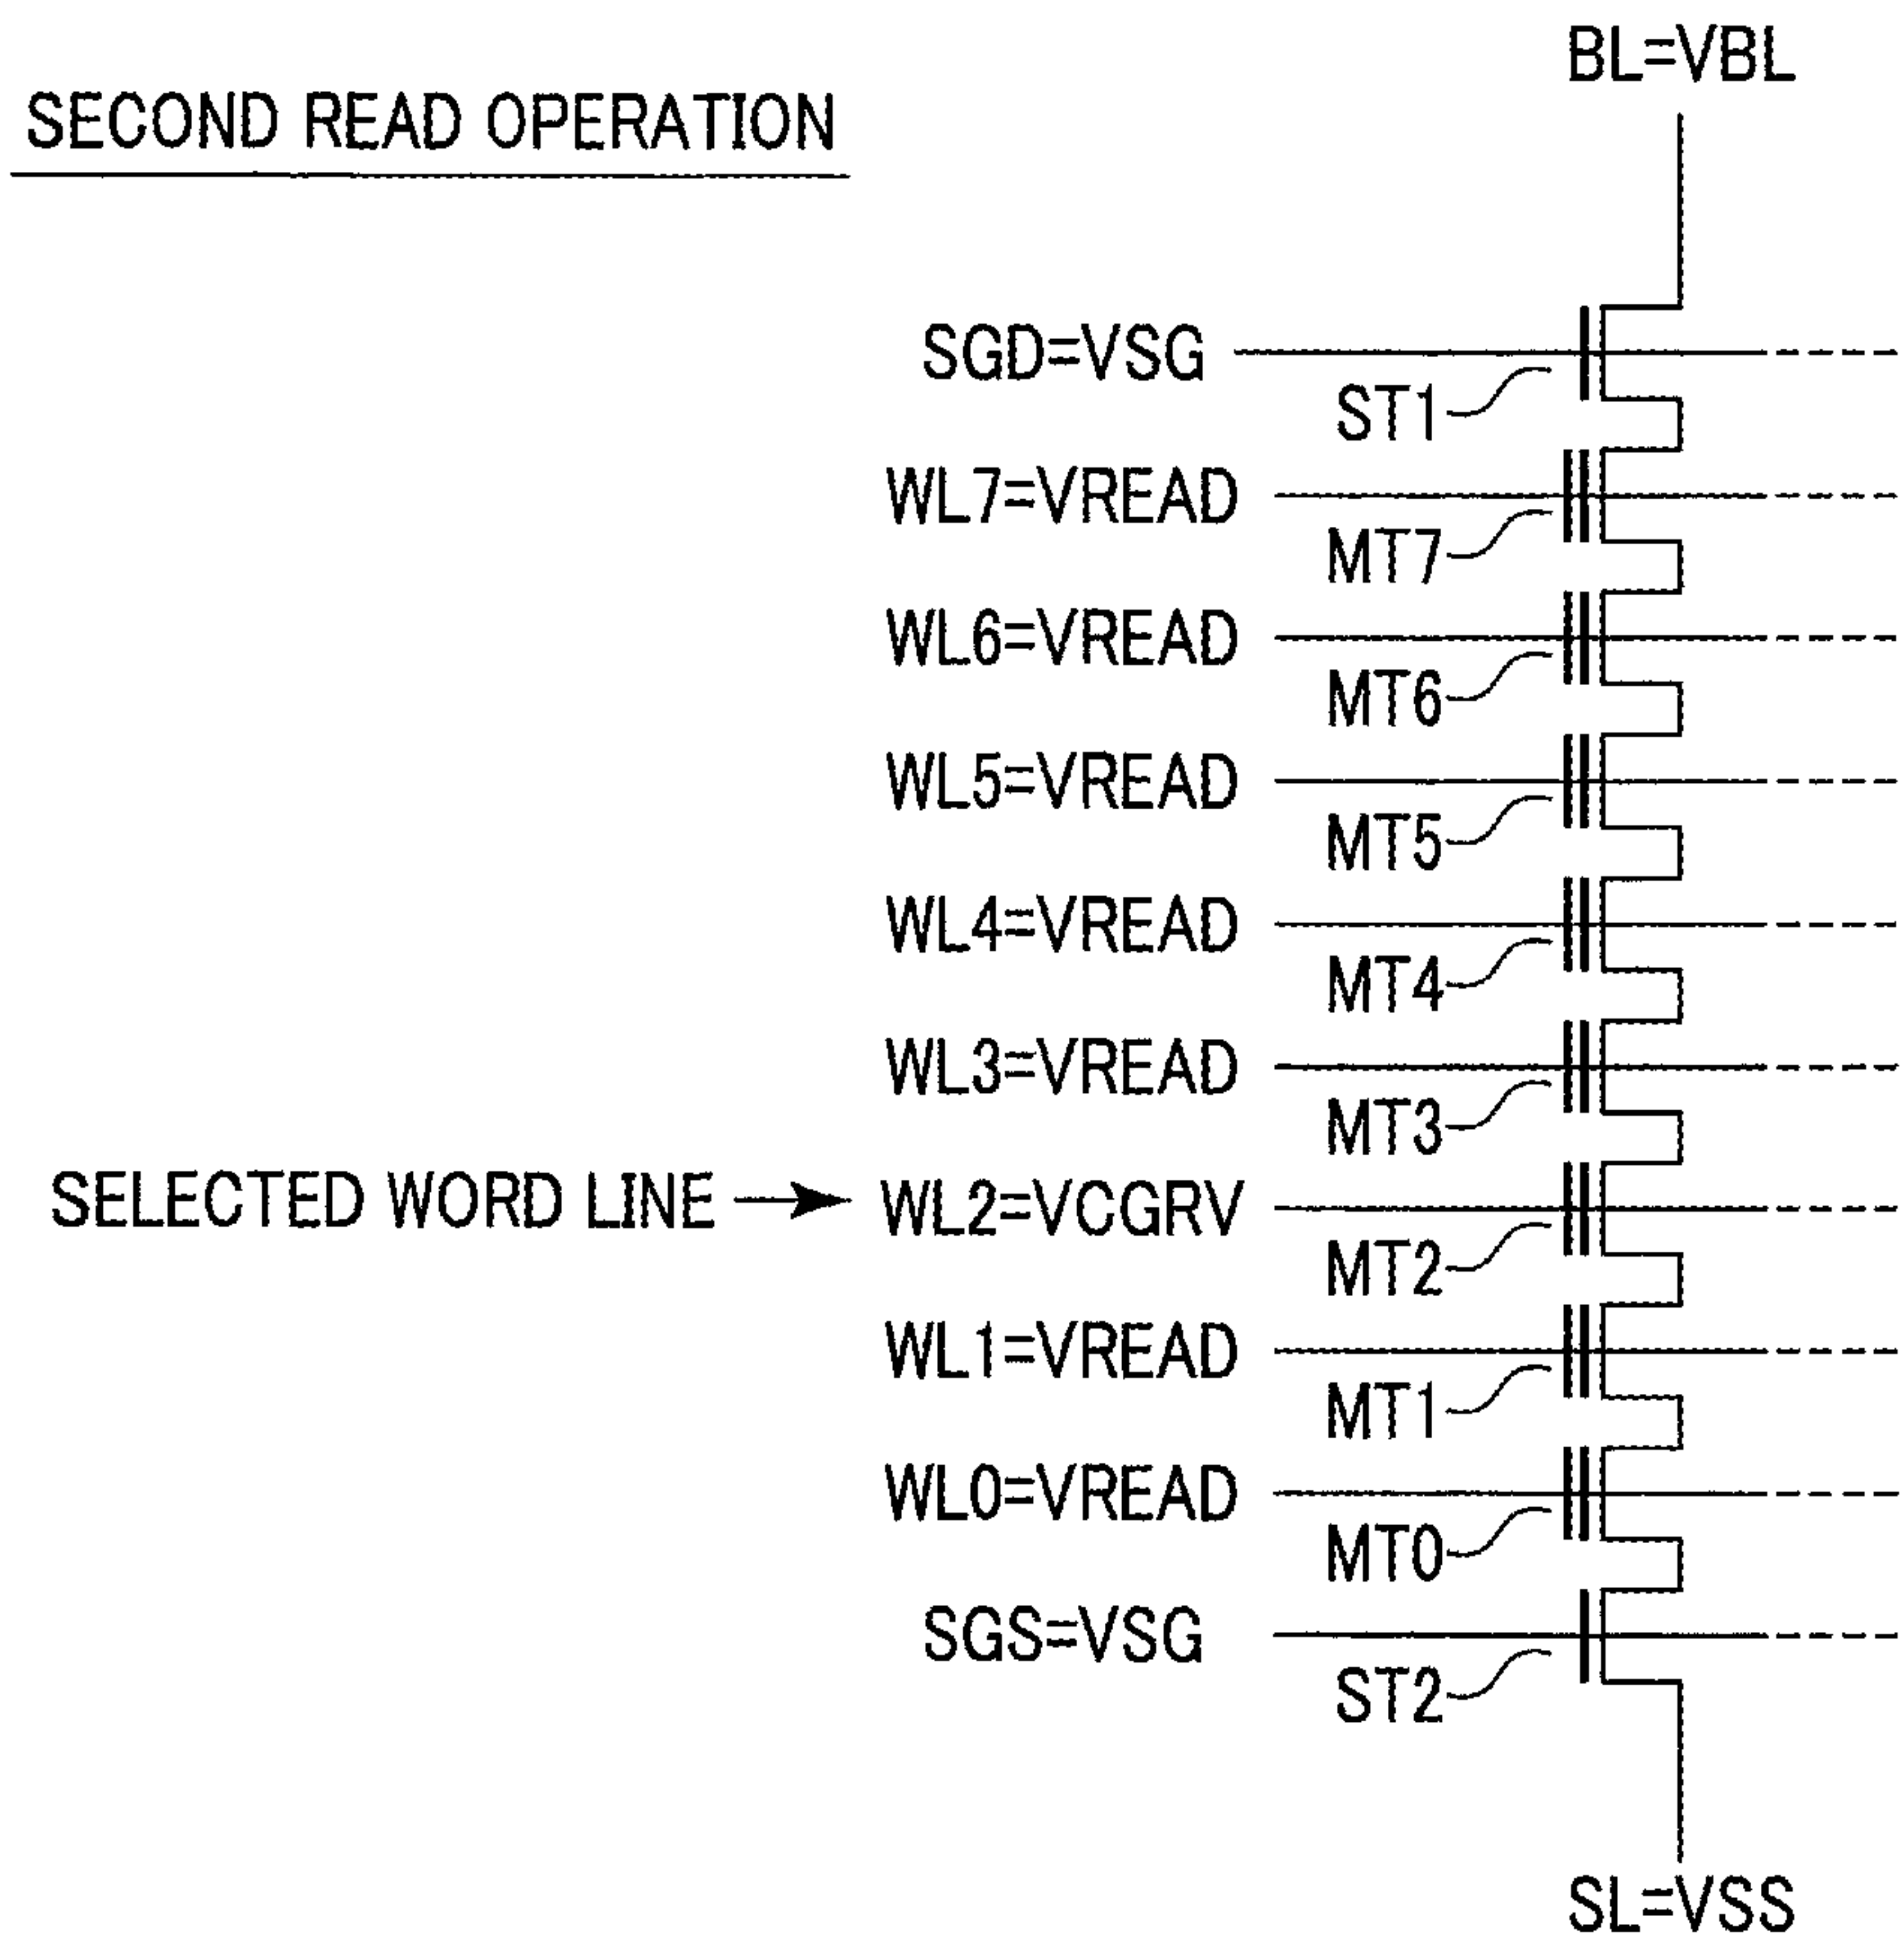 BL=VBL
SECOND READ OPERATION
SGD=VSG
ST1
WL7=VREAD
MT7
WL6=VREAD
MT6
WL5=VREAD
MT5
WL4=VREAD
MT4
WL3=VREAD
MT3
SELECTED WORD LINE WL2=VCGRV
MT2
WL1=VREAD
MT1
WL0=VREAD
MT0
SGS=VSG
ST2
SL=VSS